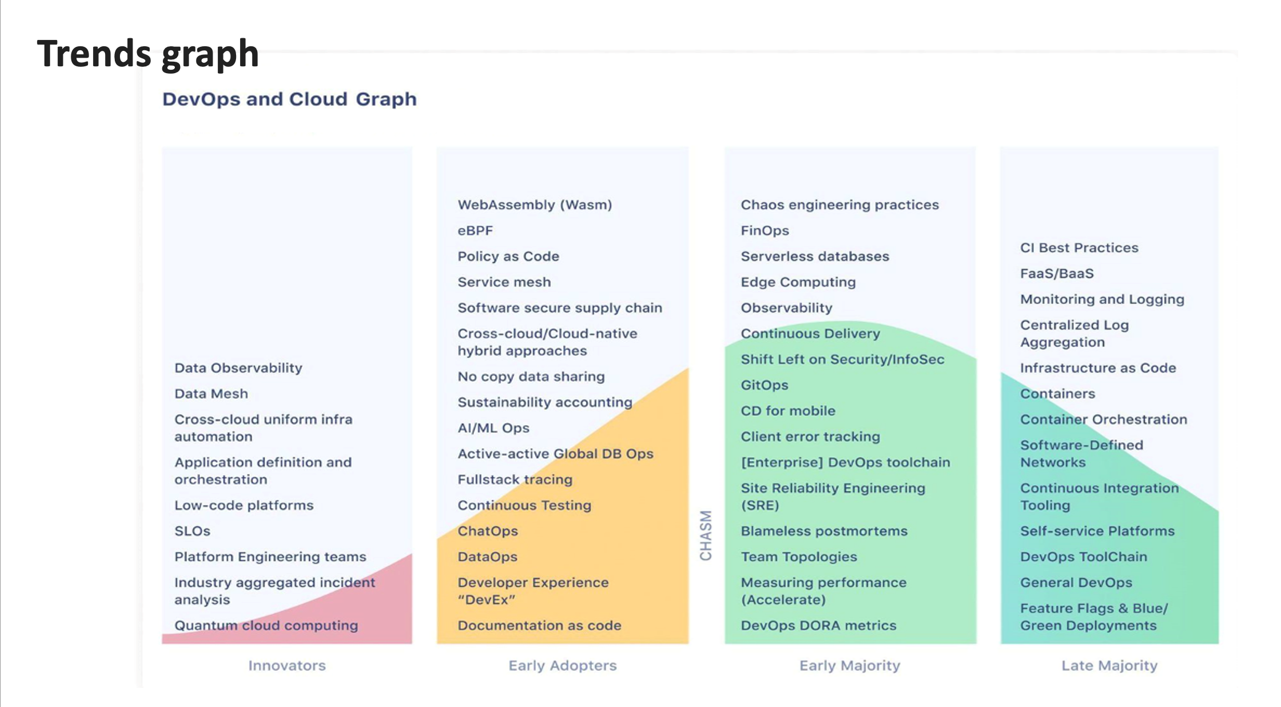 Trends graph
DevOps and Cloud Graph
Data Observability
Data Mesh
Cross-cloud uniform infra
automation
Application definition and
orchestration
Low-code platforms
SLOs
Platform Engineering teams
Industry aggregated incident
analysis
Quantum cloud computing
Innovators
WebAssembly (Wasm)
eBPF
Policy as Code
Service mesh
Software secure supply chain
Cross-cloud/Cloud-native
hybrid approaches
No copy data sharing
Sustainability accounting
AI/ML Ops
Active-active Global DB Ops
Fullstack tracing
Continuous Testing
ChatOps
DataOps
Developer Experience
“DevEx”
Documentation as code
Early Adopters
CHASM
Chaos engineering practices
FinOps
Serverless databases
Edge Computing
Observability
Continuous Delivery
Shift Left on Security/InfoSec
GitOps
CD for mobile
Client error tracking
[Enterprise] DevOps toolchain
Site Reliability Engineering
(SRE)
Blameless postmortems
Team Topologies
Measuring performance
(Accelerate)
DevOps DORA metrics
Early Majority
CI Best Practices
FaaS/BaaS
Monitoring and Logging
Centralized Log
Aggregation
Infrastructure as Code
Containers
Container Orchestration
Software-Defined
Networks
Continuous Integration
Tooling
Self-service Platforms
DevOps ToolChain
General DevOps
Feature Flags & Blue/
Green Deployments
Late Majority